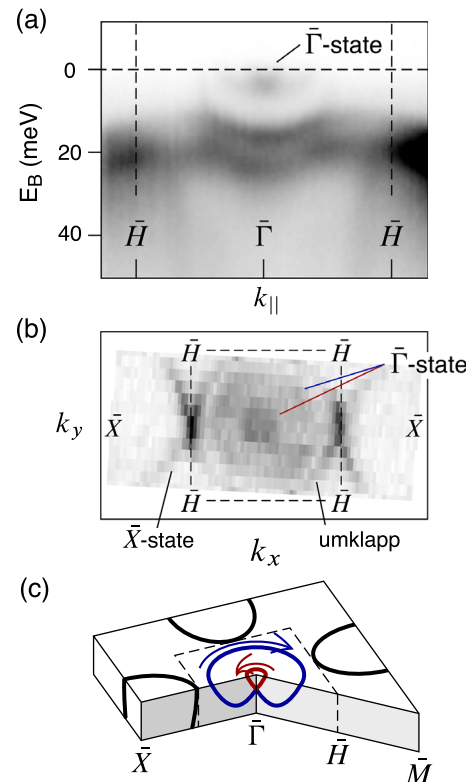 (a)
Γ̄-state
0
20
40
E_B (meV)
H̄ Γ̄ H̄
k_||
(b)
H̄ H̄
Γ̄-state
X̄ X̄
k_y
H̄ H̄
X̄-state umklapp
k_x
(c)
X̄ Γ̄ H̄ M̄